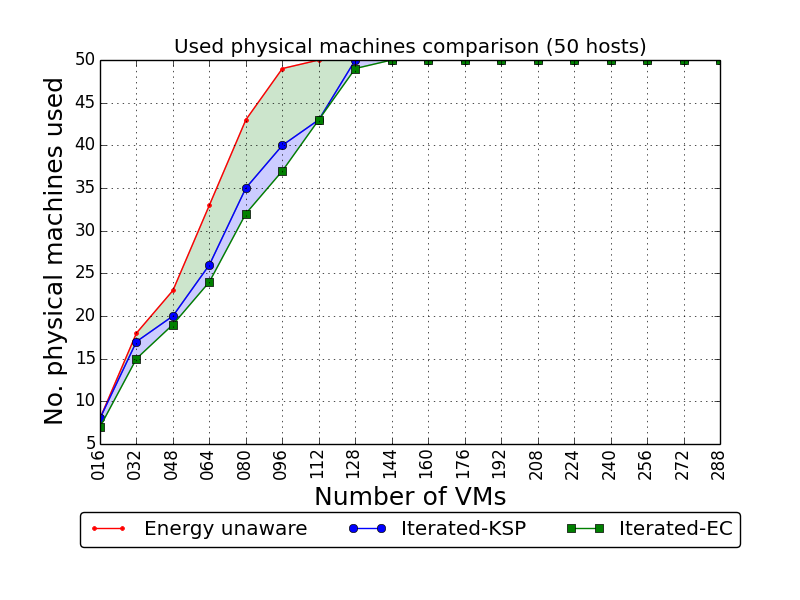 Used physical machines comparison (50 hosts)
No. physical machines used
50
45
40
35
30
25
20
15
10
5
016 032 048 064 080 096 112 128 144 160 176 192 208 224 240 256 272 288
Number of VMs
Energy unaware Iterated-KSP Iterated-EC